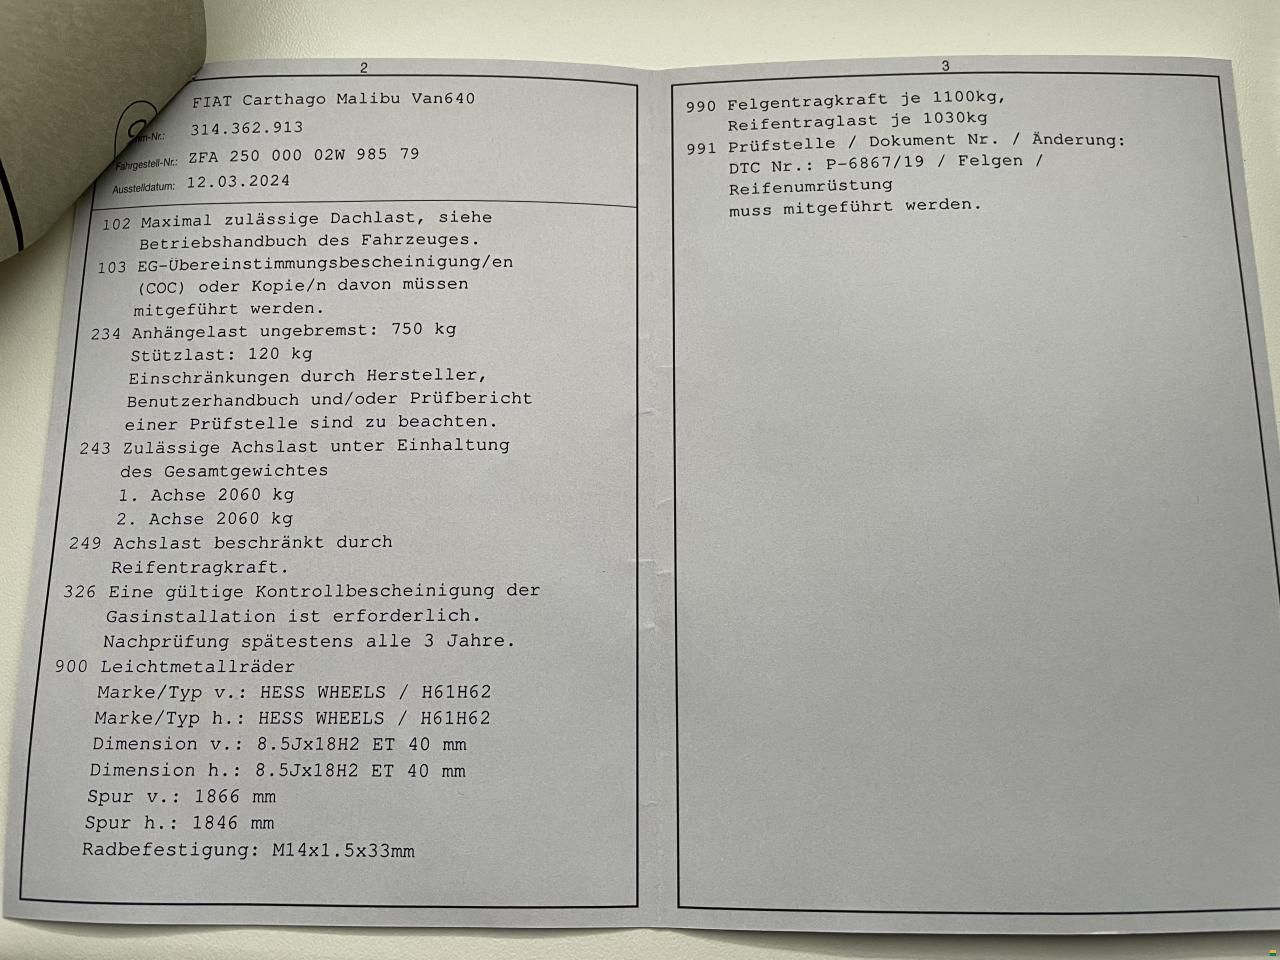 2
FIAT Carthago Malibu Van640
m-Nr.: 314.362.913
Fahrgestell-Nr.: ZFA 250 000 02W 985 79
Ausstelldatum: 12.03.2024
102 Maximal zulässige Dachlast, siehe
Betriebshandbuch des Fahrzeuges.
103 EG-Übereinstimmungsbescheinigung/en
(COC) oder Kopie/n davon müssen
mitgeführt werden.
234 Anhängelast ungebremst: 750 kg
Stützlast: 120 kg
Einschränkungen durch Hersteller,
Benutzerhandbuch und/oder Prüfbericht
einer Prüfstelle sind zu beachten.
243 Zulässige Achslast unter Einhaltung
des Gesamtgewichtes
1. Achse 2060 kg
2. Achse 2060 kg
249 Achslast beschränkt durch
Reifentragkraft.
326 Eine gültige Kontrollbescheinigung der
Gasinstallation ist erforderlich.
Nachprüfung spätestens alle 3 Jahre.
900 Leichtmetallräder
Marke/Typ v.: HESS WHEELS / H61H62
Marke/Typ h.: HESS WHEELS / H61H62
Dimension v.: 8.5Jx18H2 ET 40 mm
Dimension h.: 8.5Jx18H2 ET 40 mm
Spur v.: 1866 mm
Spur h.: 1846 mm
Radbefestigung: M14x1.5x33mm
3
990 Felgentragkraft je 1100kg,
Reifentraglast je 1030kg
991 Prüfstelle / Dokument Nr. / Änderung:
DTC Nr.: P-6867/19 / Felgen /
Reifenumrüstung
muss mitgeführt werden.